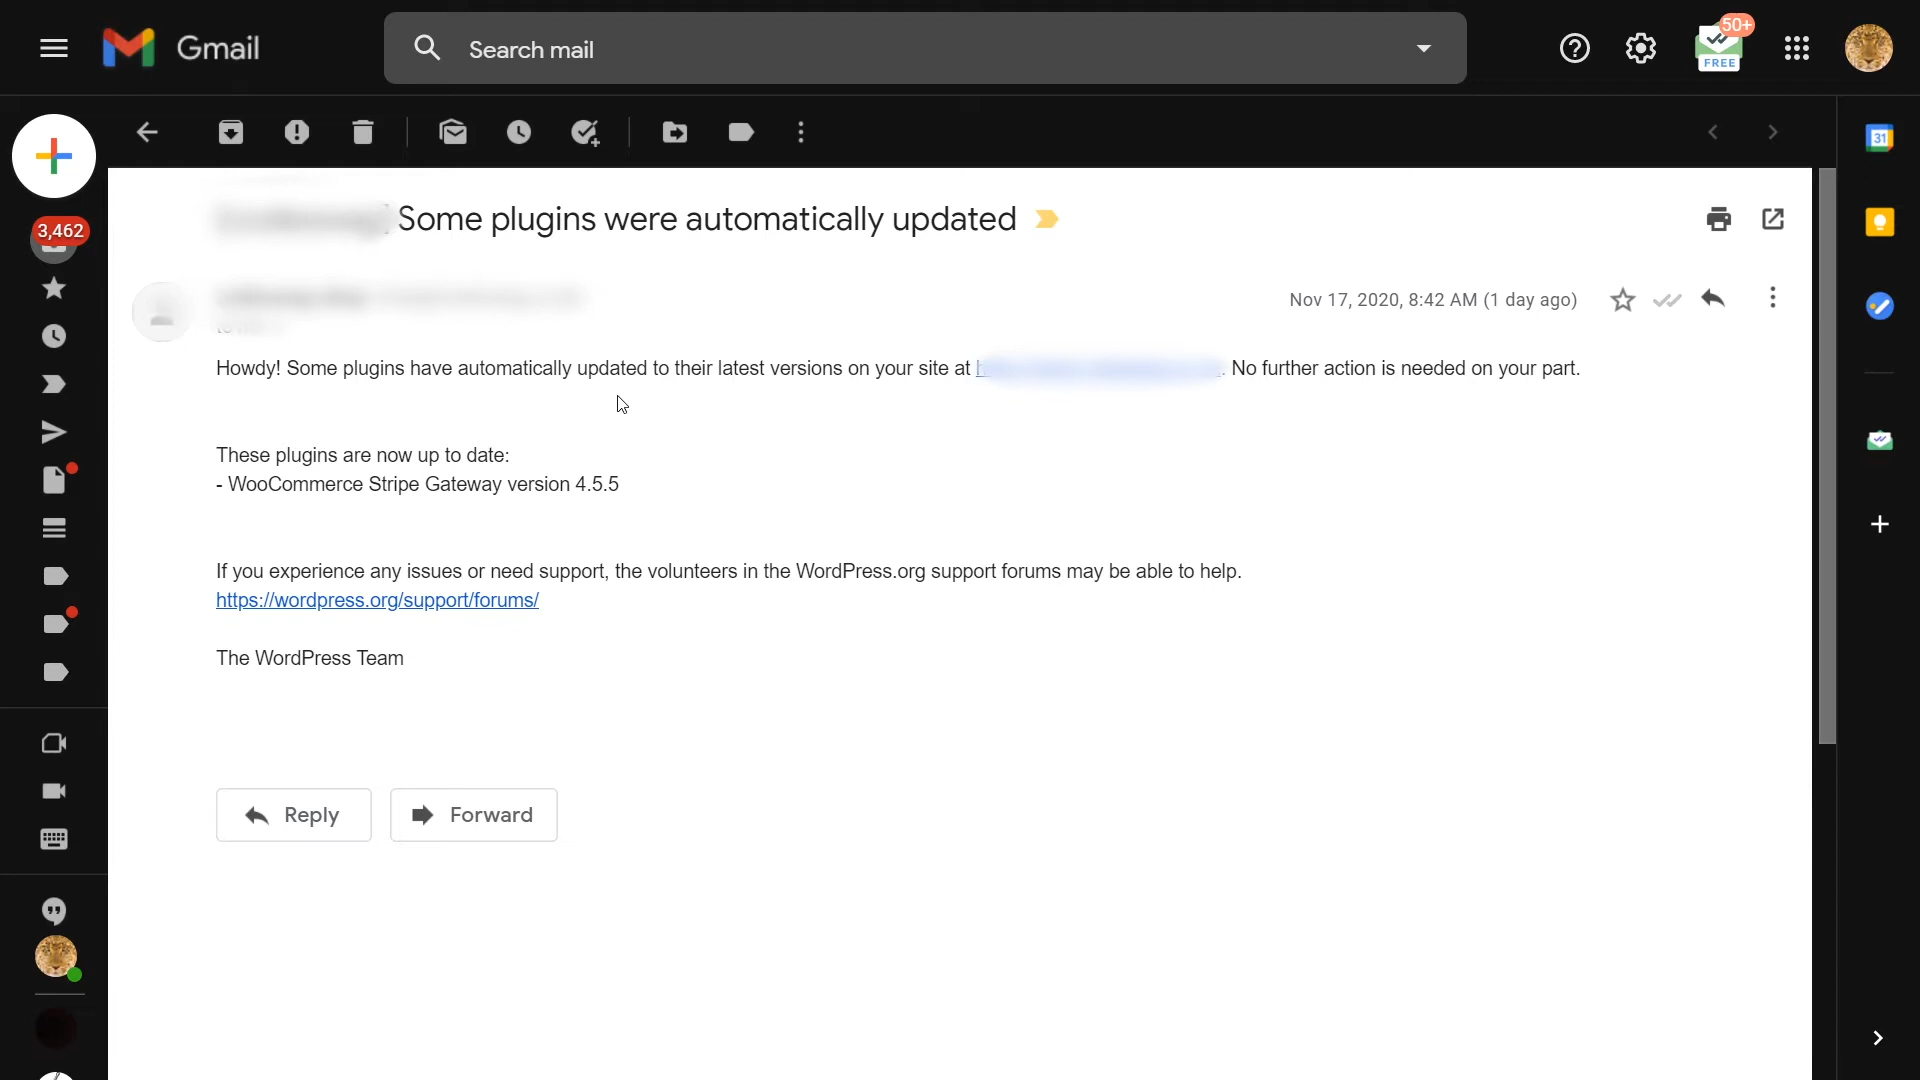 Gmail
Search mail
50+
FREE
31
3,462
Some plugins were automatically updated
Nov 17, 2020, 8:42 AM (1 day ago)
Howdy! Some plugins have automatically updated to their latest versions on your site at . No further action is needed on your part.
These plugins are now up to date:
- WooCommerce Stripe Gateway version 4.5.5
If you experience any issues or need support, the volunteers in the WordPress.org support forums may be able to help.
https://wordpress.org/support/forums/
The WordPress Team
Reply
Forward